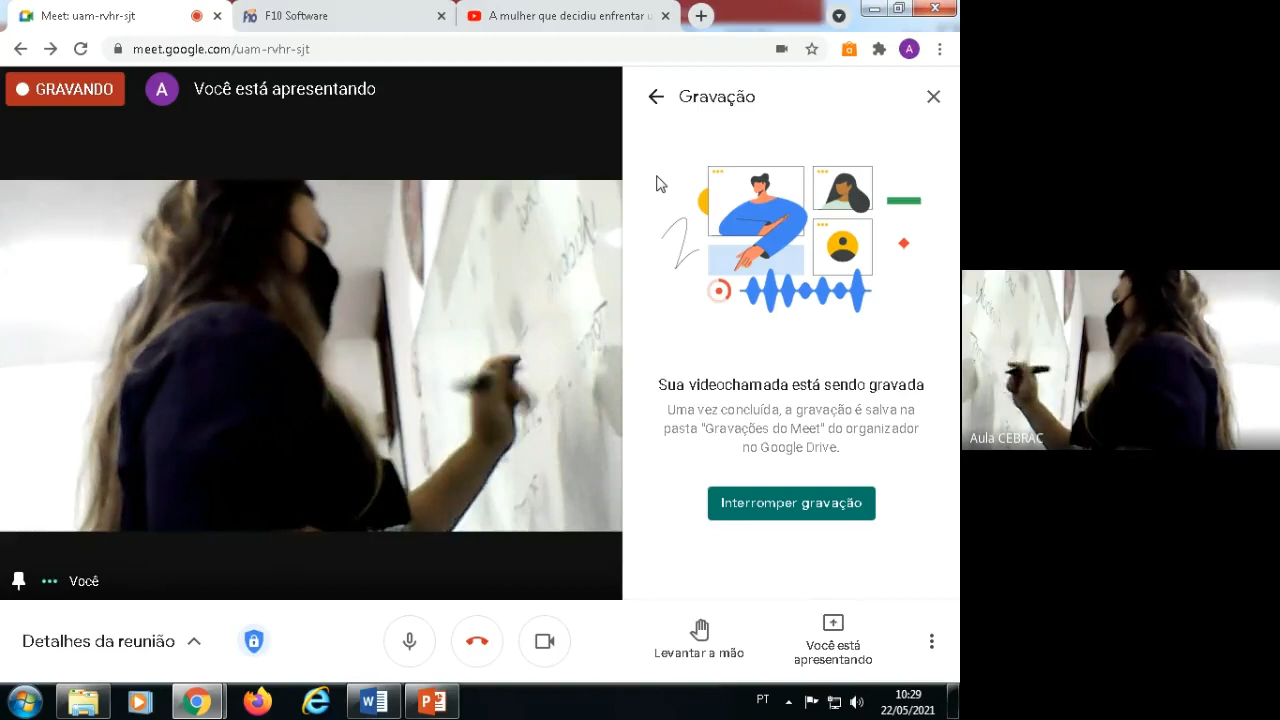 Meet: uam-rvhr-sjt
F10 Software
A mulher que decidiu enfrentar u
meet.google.com/uam-rvhr-sjt
A
GRAVANDO
A
Você está apresentando
Gravação
Sua videochamada está sendo gravada
Uma vez concluída, a gravação é salva na
pasta "Gravações do Meet" do organizador
no Google Drive.
Interromper gravação
Aula CEBRAC
Você
Detalhes da reunião
Levantar a mão
Você está
apresentando
PT
10:29
22/05/2021